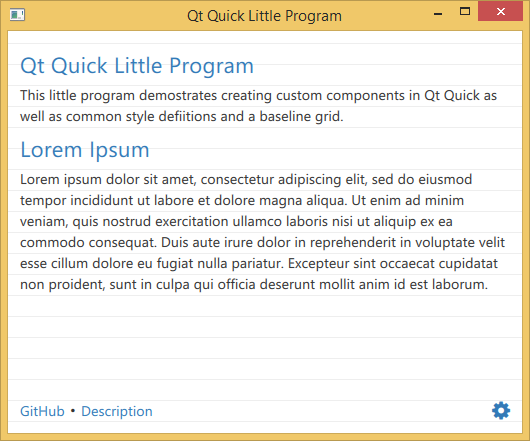 Qt Quick Little Program
Qt Quick Little Program
This little program demostrates creating custom components in Qt Quick as
well as common style defiitions and a baseline grid.
Lorem Ipsum
Lorem ipsum dolor sit amet, consectetur adipiscing elit, sed do eiusmod
tempor incididunt ut labore et dolore magna aliqua. Ut enim ad minim
veniam, quis nostrud exercitation ullamco laboris nisi ut aliquip ex ea
commodo consequat. Duis aute irure dolor in reprehenderit in voluptate velit
esse cillum dolore eu fugiat nulla pariatur. Excepteur sint occaecat cupidatat
non proident, sunt in culpa qui officia deserunt mollit anim id est laborum.
GitHub • Description